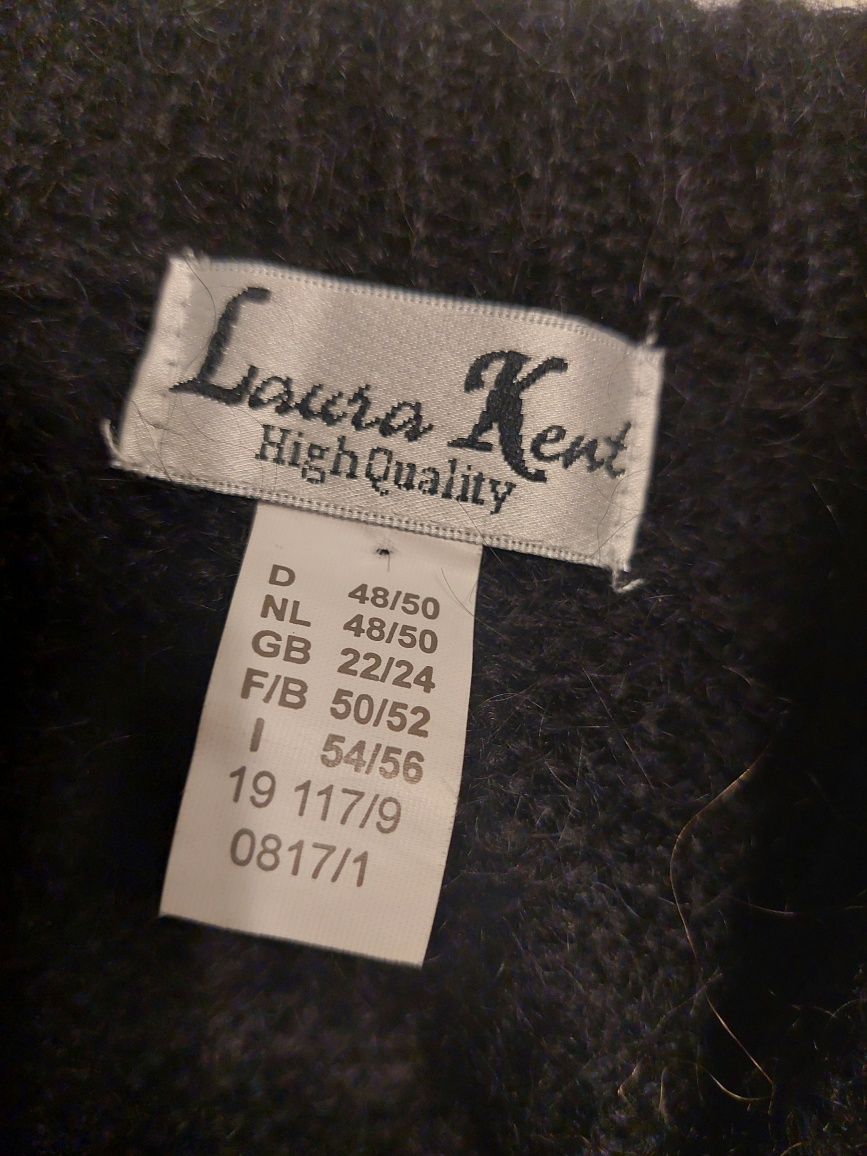 Laura Kent
High Quality
D 48/50
NL 48/50
GB 22/24
F/B 50/52
I 54/56
19 117/9
0817/1